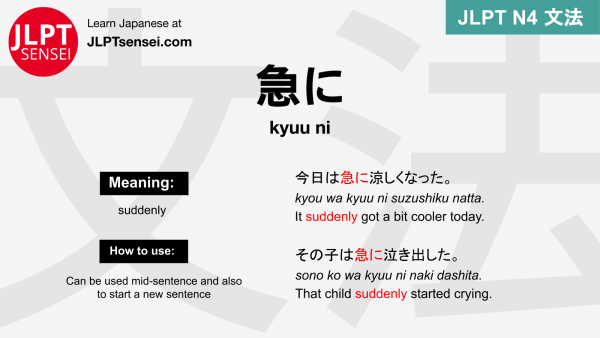 JLPT
SENSEI
Learn Japanese at
JLPTsensei.com
JLPT N4 文法
文法
急に
kyuu ni
Meaning:
suddenly
How to use:
Can be used mid-sentence and also
to start a new sentence
今日は急に涼しくなった。
kyou wa kyuu ni suzushiku natta.
It suddenly got a bit cooler today.
その子は急に泣き出した。
sono ko wa kyuu ni naki dashita.
That child suddenly started crying.